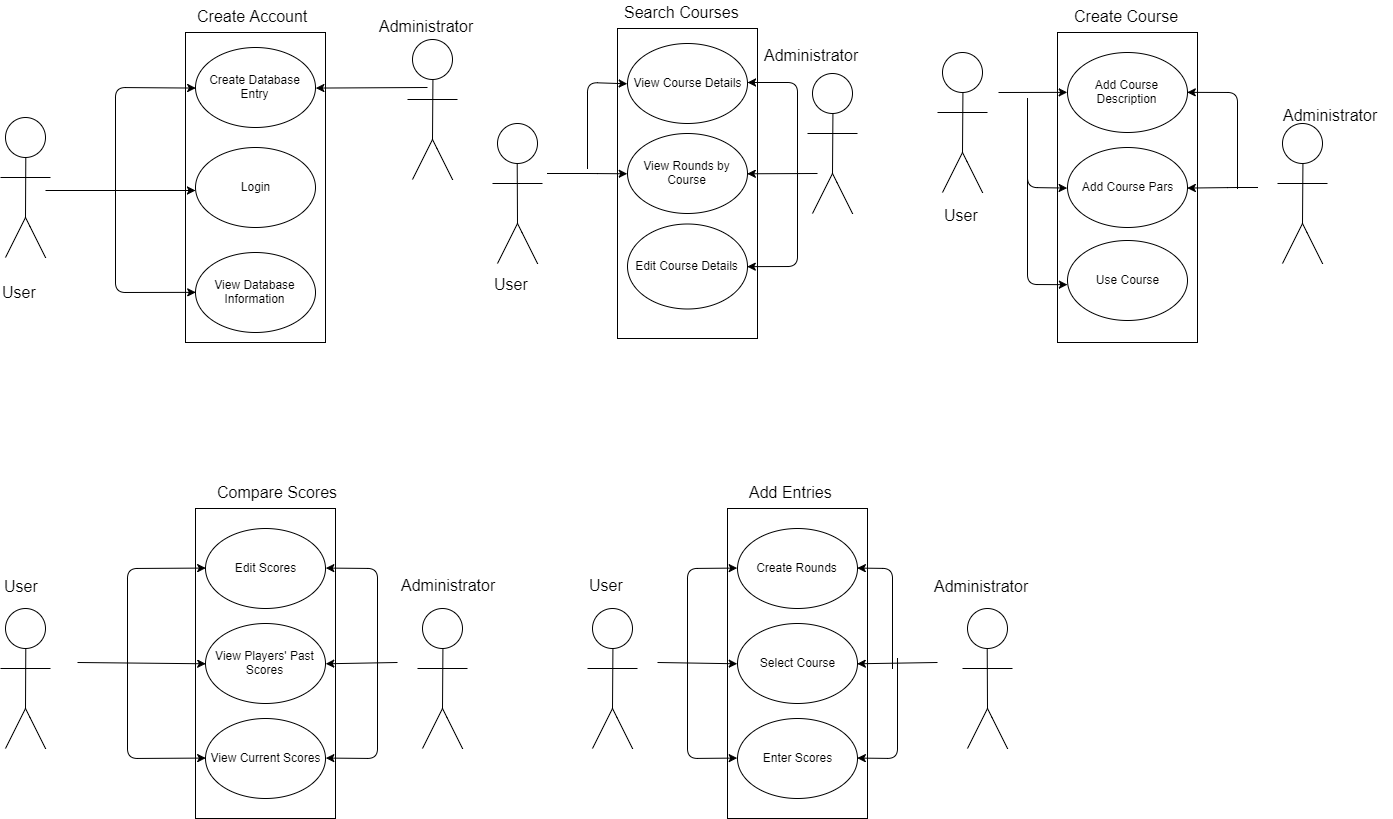 Create Account
Administrator
Create Database
Entry
Login
View Database
Information
User
Search Courses
Administrator
View Course Details
View Rounds by
Course
Edit Course Details
User
Create Course
Add Course
Description
Administrator
Add Course Pars
User
Use Course
Compare Scores
User
Edit Scores
Administrator
View Players' Past
Scores
View Current Scores
Add Entries
User
Create Rounds
Administrator
Select Course
Enter Scores